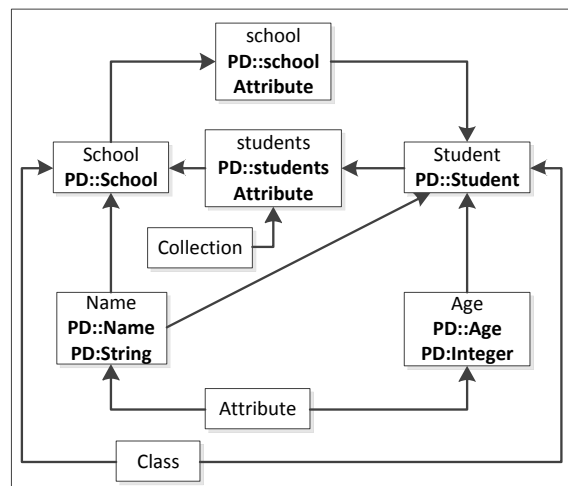 school
PD::school
Attribute
School
PD::School
students
PD::students
Attribute
Student
PD::Student
Collection
Name
PD::Name
PD:String
Age
PD::Age
PD:Integer
Attribute
Class